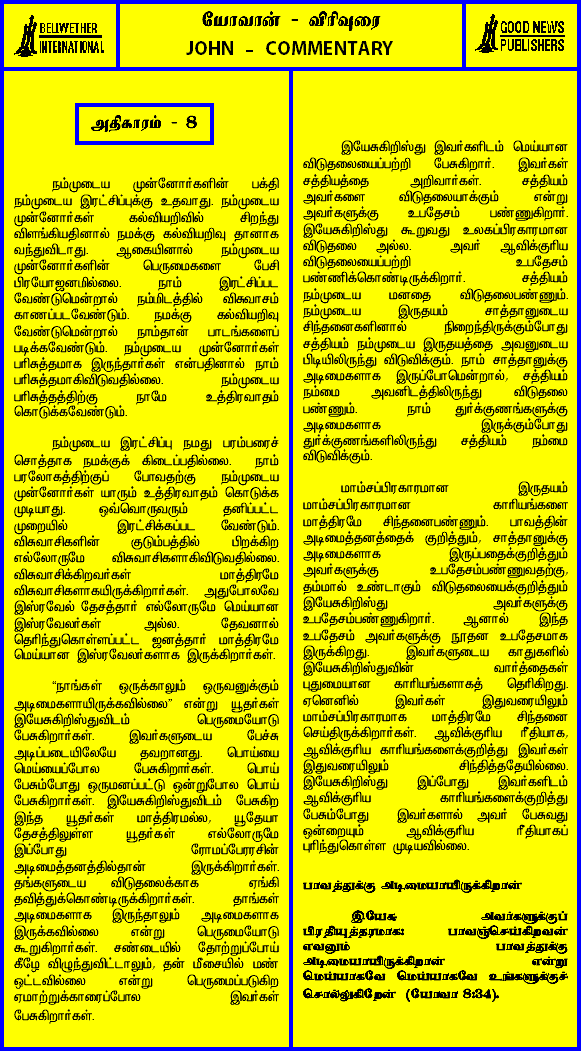 BELWETHER
INTERNATIONAL
யோவான் - விரிவுரை
JOHN - COMMENTARY
GOOD NEWS
PUBLISHERS
அதிகாரம் - 8
நம்முடைய முன்னோர்களின் பக்தி
நம்முடைய இரட்சிப்புக்கு உதவாது. நம்முடைய
முன்னோர்கள் கல்வியறிவில் சிறந்து
விளங்கியதினால் நமக்கு கல்வியறிவு தானாக
வந்துவிடாது. ஆகையினால் நம்முடைய
முன்னோர்களின் பெருமைகளை பேசி
பிரயோஜனமில்லை. நாம் இரட்சிப்பட
வேண்டுமென்றால் நம்மிடத்தில் விசுவாசம்
காணப்படவேண்டும். நமக்கு கல்வியறிவு
வேண்டுமென்றால் நாம்தான் பாடங்களைப்
படிக்கவேண்டும். நம்முடைய முன்னோர்கள்
பரிசுத்தமாக இருந்தார்கள் என்பதினால் நாம்
பரிசுத்தமாகிவிடுவதில்லை. நம்முடைய
பரிசுத்தத்திற்கு நாமே உத்திரவாதம்
கொடுக்கவேண்டும்.
நம்முடைய இரட்சிப்பு நமது பரம்பரைச்
சொத்தாக நமக்குக் கிடைப்பதில்லை. நாம்
பரலோகத்திற்குப் போவதற்கு நம்முடைய
முன்னோர்கள் யாரும் உத்திரவாதம் கொடுக்க
முடியாது. ஒவ்வொருவரும் தனிப்பட்ட
முறையில் இரட்சிக்கப்பட வேண்டும்.
விசுவாசிகளின் குடும்பத்தில் பிறக்கிற
எல்லோருமே விசுவாசிகளாகிவிடுவதில்லை.
விசுவாசிக்கிறவர்கள் மாத்திரமே
விசுவாசிகளாகயிருக்கிறார்கள். அதுபோலவே
இஸ்ரவேல் தேசத்தார் எல்லோருமே மெய்யான
இஸ்ரவேலர்கள் அல்ல. தேவனால்
தெரிந்துகொள்ளப்பட்ட ஜனத்தார் மாத்திரமே
மெய்யான இஸ்ரவேலர்களாக இருக்கிறார்கள்.
“நாங்கள் ஒருக்காலும் ஒருவனுக்கும்
அடிமைகளாயிருக்கவில்லை” என்று யூதர்கள்
இயேசுகிறிஸ்துவிடம் பெருமையோடு
பேசுகிறார்கள். இவர்களுடைய பேச்சு
அடிப்படையிலேயே தவறானது. பொய்யை
மெய்யைப்போல பேசுகிறார்கள். பொய்
பேசும்போது ஒருமனப்பட்டு ஒன்றுபோல பொய்
பேசுகிறார்கள். இயேசுகிறிஸ்துவிடம் பேசுகிற
இந்த யூதர்கள் மாத்திரமல்ல, யூதேயா
தேசத்திலுள்ள யூதர்கள் எல்லோருமே
இப்போது ரோமப்பேரரசின்
அடிமைத்தனத்தில்தான் இருக்கிறார்கள்.
தங்களுடைய விடுதலைக்காக ஏங்கி
தவித்துக்கொண்டிருக்கிறார்கள். தாங்கள்
அடிமைகளாக இருந்தாலும் அடிமைகளாக
இருக்கவில்லை என்று பெருமையோடு
கூறுகிறார்கள். சண்டையில் தோற்றுப்போய்
கீழே விழுந்துவிட்டாலும், தன் மீசையில் மண்
ஒட்டவில்லை என்று பெருமைப்படுகிற
ஏமாற்றுக்காரைப்போல இவர்கள்
பேசுகிறார்கள்.
இயேசுகிறிஸ்து இவர்களிடம் மெய்யான
விடுதலையைப்பற்றி பேசுகிறார். இவர்கள்
சத்தியத்தை அறிவார்கள். சத்தியம்
அவர்களை விடுதலையாக்கும் என்று
அவர்களுக்கு உபதேசம் பண்ணுகிறார்.
இயேசுகிறிஸ்து கூறுவது உலகப்பிரகாரமான
விடுதலை அல்ல. அவர் ஆவிக்குரிய
விடுதலையைப்பற்றி உபதேசம்
பண்ணிக்கொண்டிருக்கிறார். சத்தியம்
நம்முடைய மனதை விடுதலைபண்ணும்.
நம்முடைய இருதயம் சாத்தானுடைய
சிந்தனைகளினால் நிறைந்திருக்கும்போது
சத்தியம் நம்முடைய இருதயத்தை அவனுடைய
பிடியிலிருந்து விடுவிக்கும். நாம் சாத்தானுக்கு
அடிமைகளாக இருப்போமென்றால், சத்தியம்
நம்மை அவனிடத்திலிருந்து விடுதலை
பண்ணும். நாம் துர்க்குணங்களுக்கு
அடிமைகளாக இருக்கும்போது
துர்க்குணங்களிலிருந்து சத்தியம் நம்மை
விடுவிக்கும்.
மாம்சப்பிரகாரமான இருதயம்
மாம்சப்பிரகாரமான காரியங்களை
மாத்திரமே சிந்தனைபண்ணும். பாவத்தின்
அடிமைத்தனத்தைக் குறித்தும், சாத்தானுக்கு
அடிமைகளாக இருப்பதைக்குறித்தும்
அவர்களுக்கு உபதேசம்பண்ணுவதற்கு,
தம்மால் உண்டாகும் விடுதலையைக்குறித்தும்
இயேசுகிறிஸ்து அவர்களுக்கு
உபதேசம்பண்ணுகிறார். ஆனால் இந்த
உபதேசம் அவர்களுக்கு நூதன உபதேசமாக
இருக்கிறது. இவர்களுடைய காதுகளில்
இயேசுகிறிஸ்துவின் வார்த்தைகள்
புதுமையான காரியங்களாகத் தெரிகிறது.
ஏனெனில் இவர்கள் இதுவரையிலும்
மாம்சப்பிரகாரமாக மாத்திரமே சிந்தனை
செய்திருக்கிறார்கள். ஆவிக்குரிய ரீதியாக,
ஆவிக்குரிய காரியங்களைக்குறித்து இவர்கள்
இதுவரையிலும் சிந்தித்ததேயில்லை.
இயேசுகிறிஸ்து இப்போது இவர்களிடம்
ஆவிக்குரிய காரியங்களைக்குறித்து
பேசும்போது இவர்களால் அவர் பேசுவது
ஒன்றையும் ஆவிக்குரிய ரீதியாகப்
புரிந்துகொள்ள முடியவில்லை.
பாவத்துக்கு அடிமையாயிருக்கிறான்
இயேசு அவர்களுக்குப்
பிரதியுத்தரமாக: பாவஞ்செய்கிறவன்
எவனும் பாவத்துக்கு
அடிமையாயிருக்கிறான் என்று
மெய்யாகவே மெய்யாகவே உங்களுக்குச்
சொல்லுகிறேன் (யோவா 8:34).